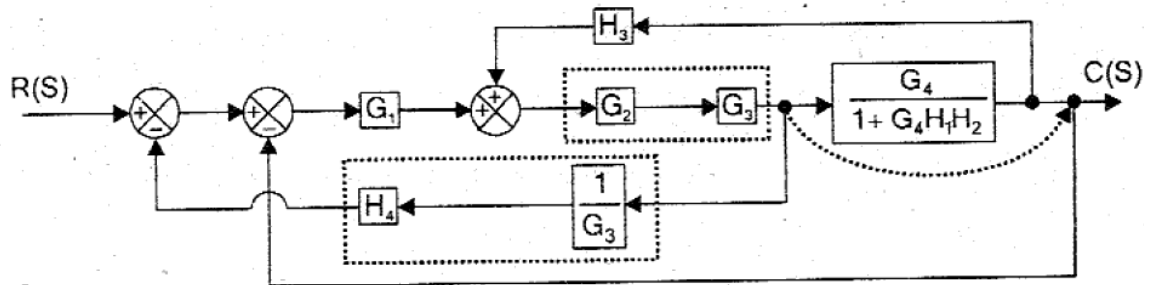 H₃
R(S)
+
−
+
−
G₁
+
+
G₂
G₃
G₄
1 + G₄H₁H₂
C(S)
H₄
1
G₃